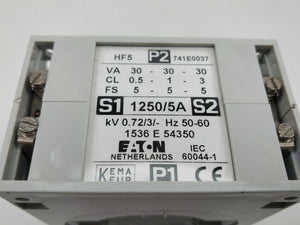 HF5 P2 741E0037
VA 30 - 30 - 30
CL 0.5 - 1 - 3
FS 5 - 5 - 5
S1 1250/5A S2
kV 0.72/3/- Hz 50-60
1536 E 54350
EATON IEC
NETHERLANDS 60044-1
KEMA P1